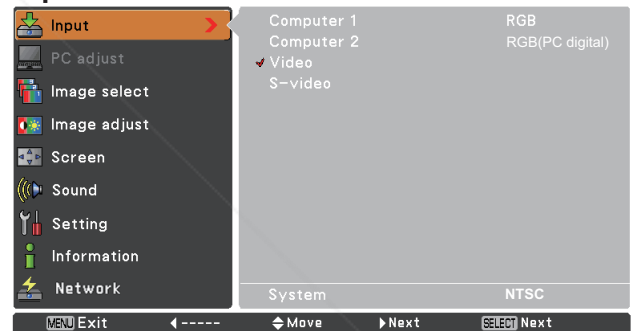 Input
PC adjust
Image select
Image adjust
Screen
Sound
Setting
Information
Network
Computer 1 RGB
Computer 2 RGB(PC digital)
Video
S-video
System NTSC
MENU Exit ----- Move Next SELECT Next